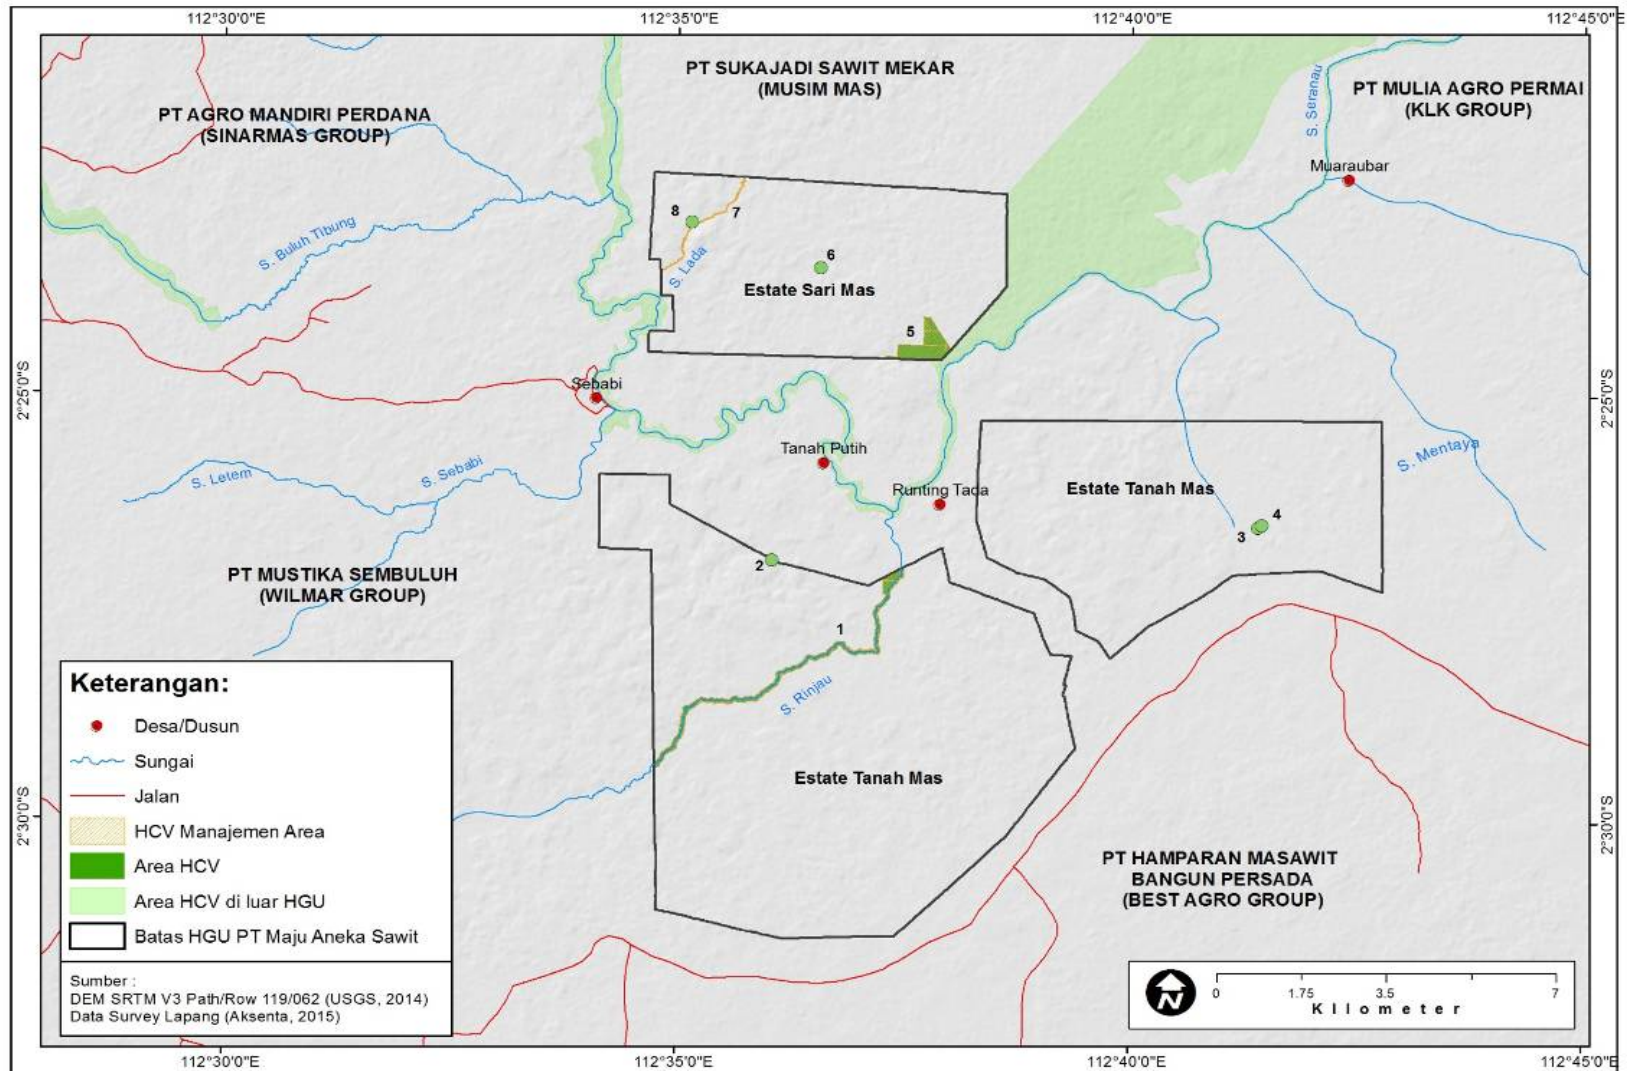 112°30'0"E
112°35'0"E
112°40'0"E
112°45'0"E
PT SUKAJADI SAWIT MEKAR
(MUSIM MAS)
PT MULIA AGRO PERMAI
(KLK GROUP)
PT AGRO MANDIRI PERDANA
(SINARMAS GROUP)
S. Seranau
Muaraubar
8
7
S. Buluh Tibung
S. Lada
6
Estate Sari Mas
5
2°25'0"S
Sebabi
2°25'0"S
Tanah Putih
S. Mentaya
S. Letem
S. Sebabi
Runting Tada
Estate Tanah Mas
4
3
2
PT MUSTIKA SEMBULUH
(WILMAR GROUP)
1
S. Rinjau
Estate Tanah Mas
2°30'0"S
2°30'0"S
PT HAMPARAN MASAWIT
BANGUN PERSADA
(BEST AGRO GROUP)
Keterangan:
Desa/Dusun
Sungai
Jalan
HCV Manajemen Area
Area HCV
Area HCV di luar HGU
Batas HGU PT Maju Aneka Sawit
Sumber :
DEM SRTM V3 Path/Row 119/062 (USGS, 2014)
Data Survey Lapang (Aksenta, 2015)
N
0 1.75 3.5 7
Kilometer
112°30'0"E
112°35'0"E
112°40'0"E
112°45'0"E